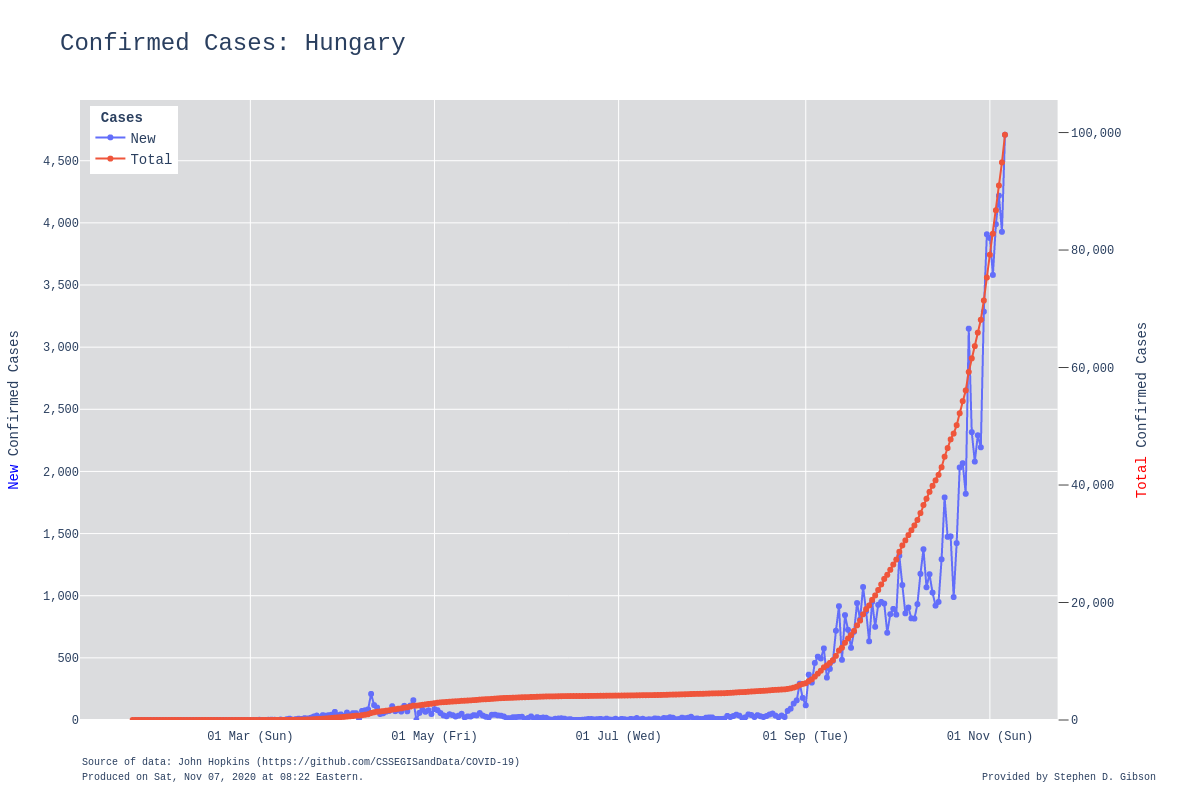 Confirmed Cases: Hungary
Cases
New
Total
4,500
4,000
3,500
3,000
2,500
2,000
1,500
1,000
500
0
New Confirmed Cases
100,000
80,000
60,000
40,000
20,000
0
Total Confirmed Cases
01 Mar (Sun)
01 May (Fri)
01 Jul (Wed)
01 Sep (Tue)
01 Nov (Sun)
Source of data: John Hopkins (https://github.com/CSSEGISandData/COVID-19)
Produced on Sat, Nov 07, 2020 at 08:22 Eastern.
Provided by Stephen D. Gibson